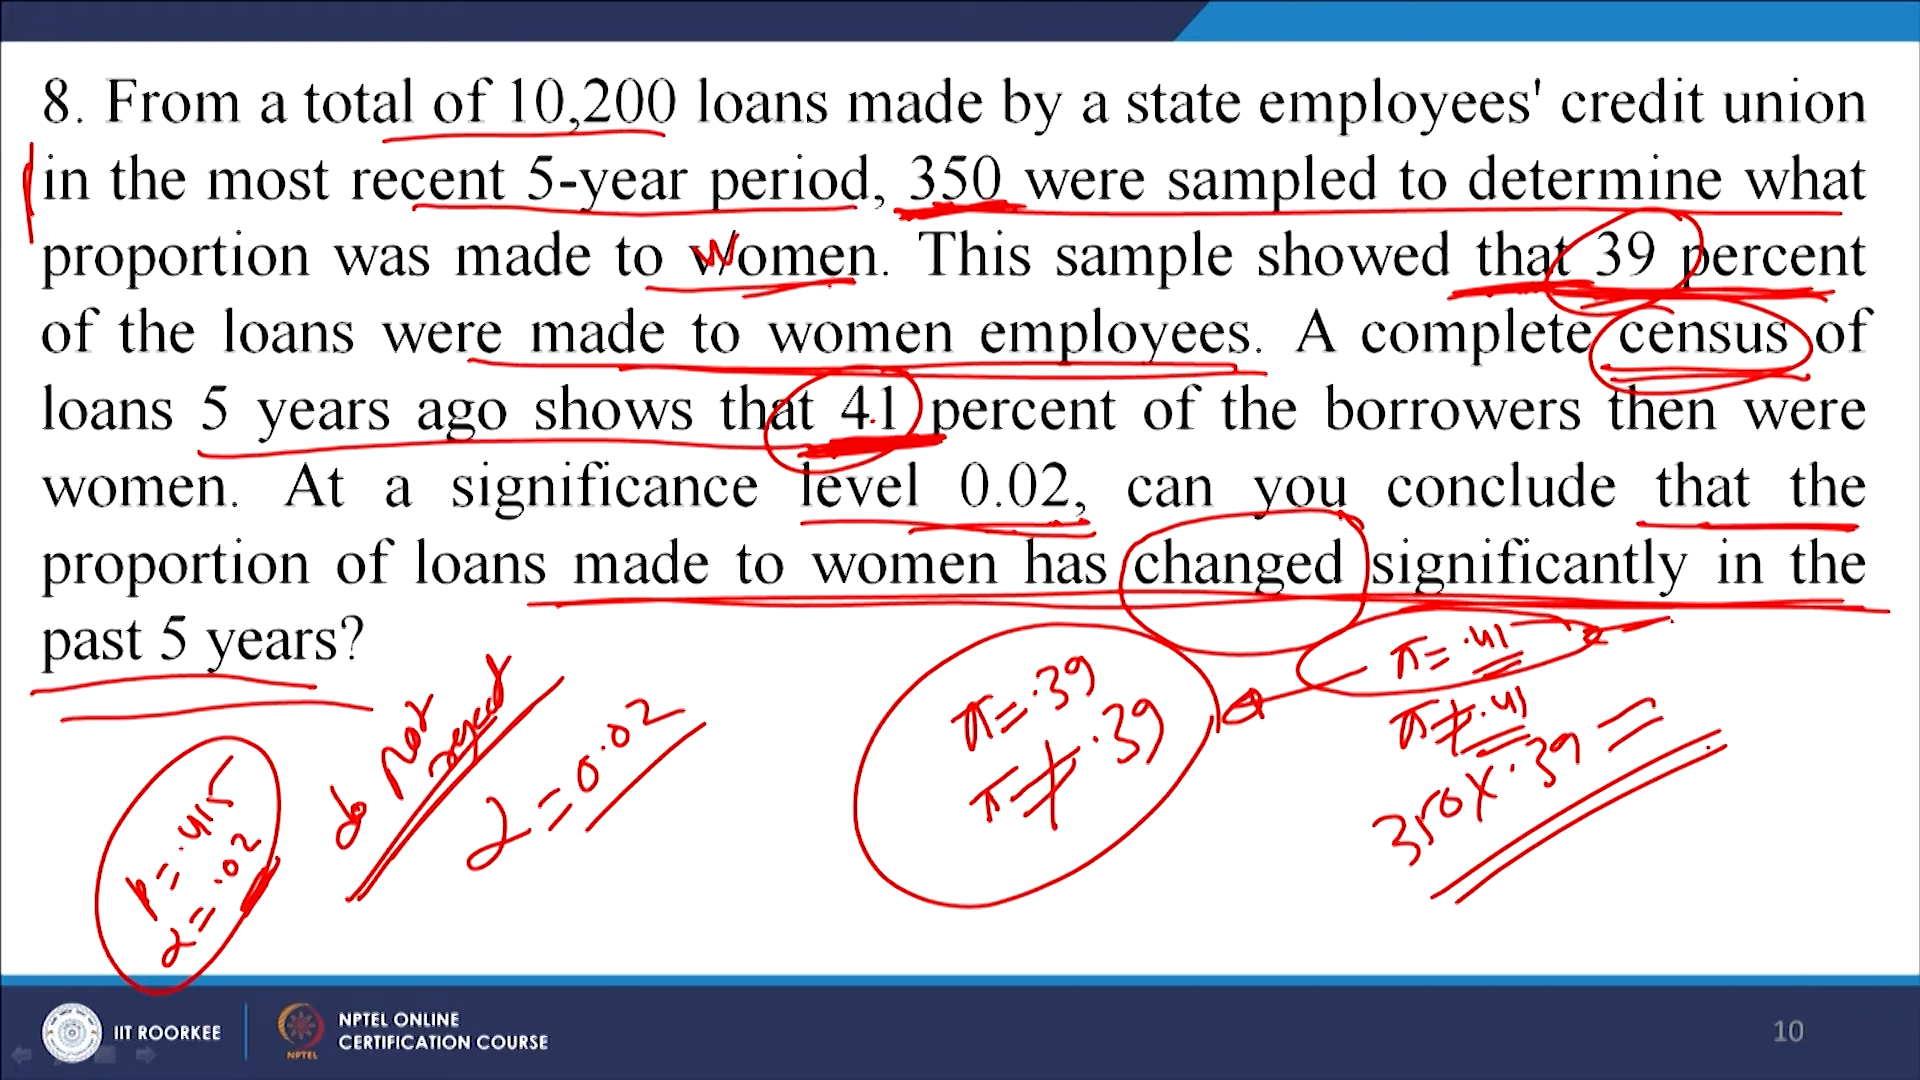 8. From a total of 10,200 loans made by a state employees' credit union
in the most recent 5-year period, 350 were sampled to determine what
proportion was made to women. This sample showed that 39 percent
of the loans were made to women employees. A complete census of
loans 5 years ago shows that 41 percent of the borrowers then were
women. At a significance level 0.02, can you conclude that the
proportion of loans made to women has changed significantly in the
past 5 years?
π = .41
π ≠ .41
350 × .39 =
π = .39
π ≠ .39
α = 0.02
do Not
reject
p = .415
α = .02
IIT ROORKEE
NPTEL
NPTEL ONLINE
CERTIFICATION COURSE
10